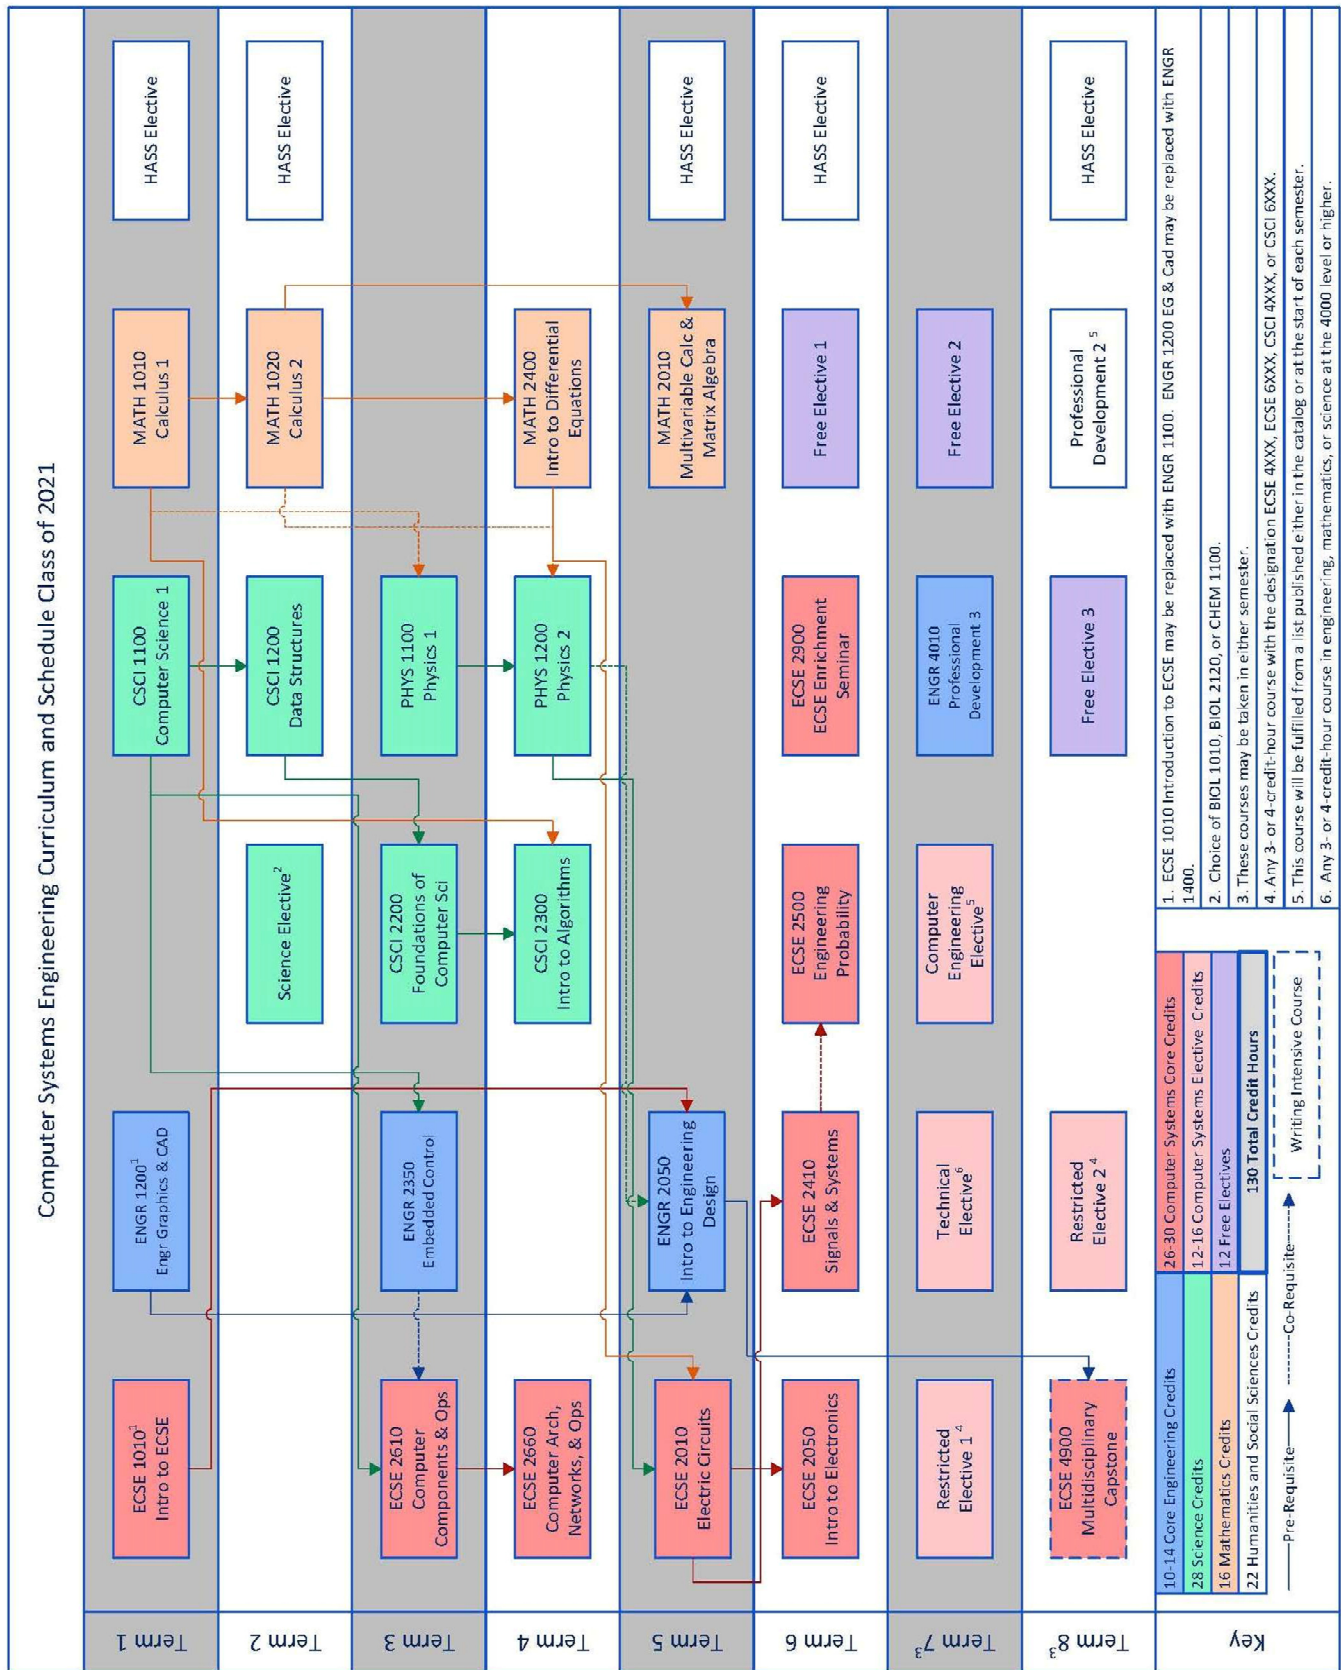 Computer Systems Engineering Curriculum and Schedule Class of 2021
Term 1
ECSE 1010¹
Intro to ECSE
ENGR 1200¹
Engr Graphics & CAD
CSCI 1100
Computer Science 1
MATH 1010
Calculus 1
HASS Elective
Term 2
Science Elective²
CSCI 1200
Data Structures
MATH 1020
Calculus 2
HASS Elective
Term 3
ECSE 2610
Computer
Components & Ops
ENGR 2350
Embedded Control
CSCI 2200
Foundations of
Computer Sci
PHYS 1100
Physics 1
Term 4
ECSE 2660
Computer Arch,
Networks, & Ops
CSCI 2300
Intro to Algorithms
PHYS 1200
Physics 2
MATH 2400
Intro to Differential
Equations
Term 5
ECSE 2010
Electric Circuits
ENGR 2050
Intro to Engineering
Design
MATH 2010
Multivariable Calc &
Matrix Algebra
HASS Elective
Term 6
ECSE 2050
Intro to Electronics
ECSE 2410
Signals & Systems
ECSE 2500
Engineering
Probability
ECSE 2900
ECSE Enrichment
Seminar
Free Elective 1
HASS Elective
Term 7³
Restricted
Elective 1 ⁴
Technical
Elective⁶
Computer
Engineering
Elective⁵
ENGR 4010
Professional
Development 3
Free Elective 2
Term 8³
ECSE 4900
Multidisciplinary
Capstone
Restricted
Elective 2 ⁴
Free Elective 3
Professional
Development 2 ⁵
HASS Elective
Key
10-14 Core Engineering Credits
26-30 Computer Systems Core Credits
28 Science Credits
12-16 Computer Systems Elective Credits
16 Mathematics Credits
12 Free Electives
22 Humanities and Social Sciences Credits
130 Total Credit Hours
Pre-Requisite
Co-Requisite
Writing Intensive Course
1. ECSE 1010 Introduction to ECSE may be replaced with ENGR 1100. ENGR 1200 EG & Cad may be replaced with ENGR
1400.
2. Choice of BIOL 1010, BIOL 2120, or CHEM 1100.
3. These courses may be taken in either semester.
4. Any 3- or 4-credit-hour course with the designation ECSE 4XXX, ECSE 6XXX, CSCI 4XXX, or CSCI 6XXX.
5. This course will be fulfilled from a list published either in the catalog or at the start of each semester.
6. Any 3- or 4-credit-hour course in engineering, mathematics, or science at the 4000 level or higher.